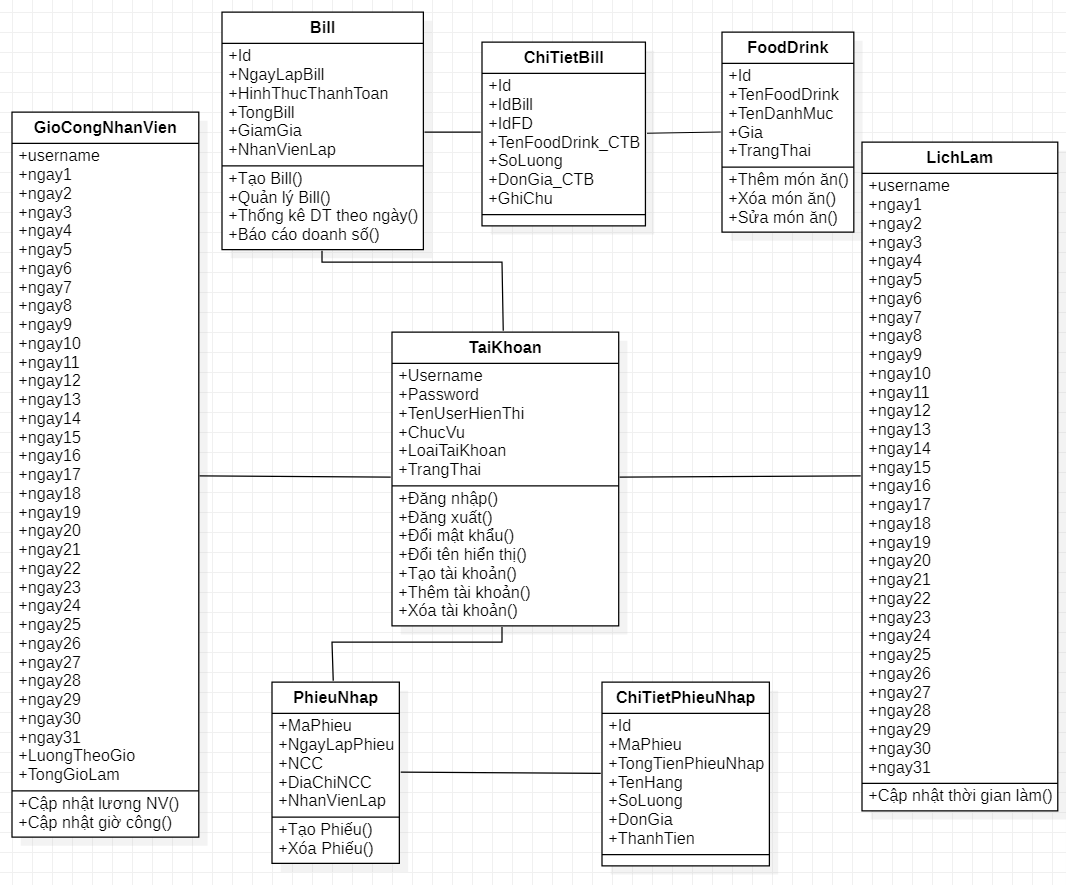 Bill
+Id
+NgayLapBill
+HinhThucThanhToan
+TongBill
+GiamGia
+NhanVienLap
+Tạo Bill()
+Quản lý Bill()
+Thống kê DT theo ngày()
+Báo cáo doanh số()
ChiTietBill
+Id
+IdBill
+IdFD
+TenFoodDrink_CTB
+SoLuong
+DonGia_CTB
+GhiChu
FoodDrink
+Id
+TenFoodDrink
+TenDanhMuc
+Gia
+TrangThai
+Thêm món ăn()
+Xóa món ăn()
+Sửa món ăn()
GioCongNhanVien
+username
+ngay1
+ngay2
+ngay3
+ngay4
+ngay5
+ngay6
+ngay7
+ngay8
+ngay9
+ngay10
+ngay11
+ngay12
+ngay13
+ngay14
+ngay15
+ngay16
+ngay17
+ngay18
+ngay19
+ngay20
+ngay21
+ngay22
+ngay23
+ngay24
+ngay25
+ngay26
+ngay27
+ngay28
+ngay29
+ngay30
+ngay31
+LuongTheoGio
+TongGioLam
+Cập nhật lương NV()
+Cập nhật giờ công()
TaiKhoan
+Username
+Password
+TenUserHienThi
+ChucVu
+LoaiTaiKhoan
+TrangThai
+Đăng nhập()
+Đăng xuất()
+Đổi mật khẩu()
+Đổi tên hiển thị()
+Tạo tài khoản()
+Thêm tài khoản()
+Xóa tài khoản()
LichLam
+username
+ngay1
+ngay2
+ngay3
+ngay4
+ngay5
+ngay6
+ngay7
+ngay8
+ngay9
+ngay10
+ngay11
+ngay12
+ngay13
+ngay14
+ngay15
+ngay16
+ngay17
+ngay18
+ngay19
+ngay20
+ngay21
+ngay22
+ngay23
+ngay24
+ngay25
+ngay26
+ngay27
+ngay28
+ngay29
+ngay30
+ngay31
+Cập nhật thời gian làm()
PhieuNhap
+MaPhieu
+NgayLapPhieu
+NCC
+DiaChiNCC
+NhanVienLap
+Tạo Phiếu()
+Xóa Phiếu()
ChiTietPhieuNhap
+Id
+MaPhieu
+TongTienPhieuNhap
+TenHang
+SoLuong
+DonGia
+ThanhTien